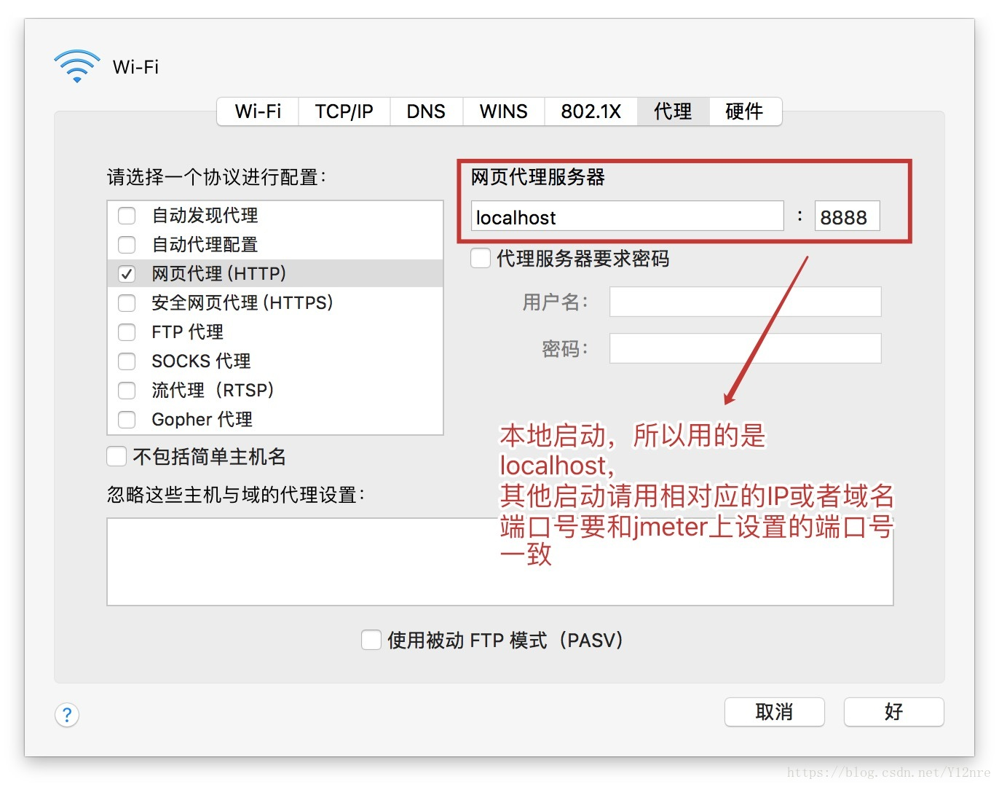 Wi-Fi
Wi-Fi TCP/IP DNS WINS 802.1X 代理 硬件
请选择一个协议进行配置：
自动发现代理
自动代理配置
网页代理 (HTTP)
安全网页代理 (HTTPS)
FTP 代理
SOCKS 代理
流代理（RTSP）
Gopher 代理
不包括简单主机名
忽略这些主机与域的代理设置：
网页代理服务器
localhost : 8888
代理服务器要求密码
用户名：
密码：
本地启动，所以用的是
localhost，
其他启动请用相对应的IP或者域名
端口号要和jmeter上设置的端口号
一致
使用被动 FTP 模式（PASV）
?
取消 好
https://blog.csdn.net/Y12nre